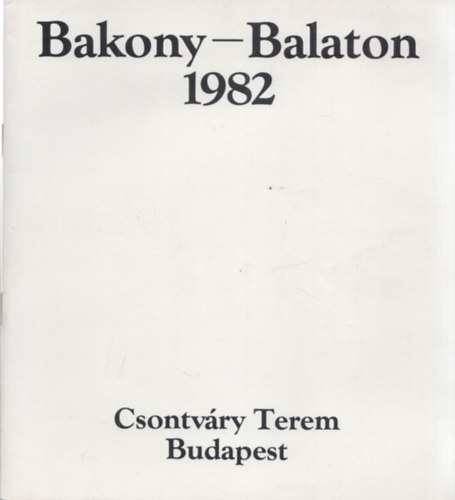 Bakony–Balaton
1982
Csontváry Terem
Budapest